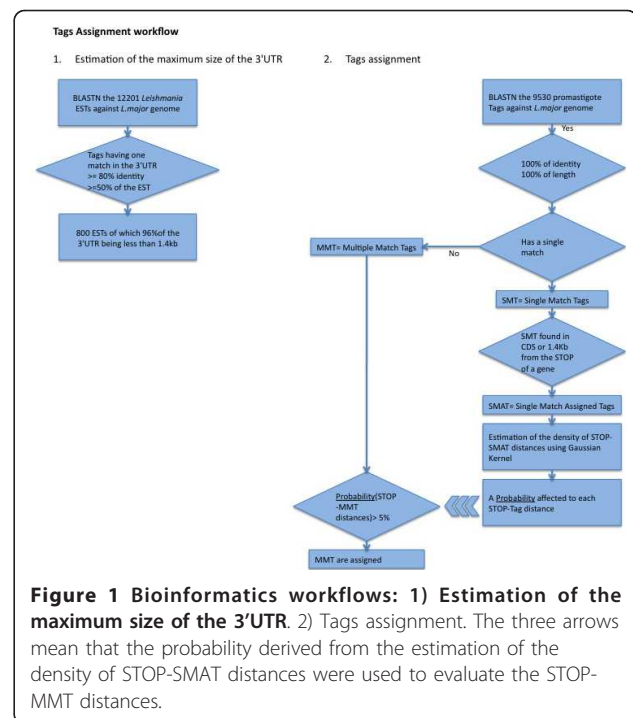 Tags Assignment workflow
1. Estimation of the maximum size of the 3'UTR
BLASTN the 12201 Leishmania
ESTs against L.major genome
Tags having one
match in the 3'UTR
>= 80% identity
>=50% of the EST
800 ESTs of which 96%of the
3'UTR being less than 1.4kb
2. Tags assignment
BLASTN the 9530 promastigote
Tags against L.major genome
Yes
100% of identity
100% of length
Has a single
match
No
MMT= Multiple Match Tags
SMT= Single Match Tags
SMT found in
CDS or 1.4Kb
from the STOP
of a gene
SMAT= Single Match Assigned Tags
Estimation of the density of STOP-
SMAT distances using Gaussian
Kernel
A Probability affected to each
STOP-Tag distance
Probability(STOP
-MMT
distances)> 5%
MMT are assigned
Figure 1 Bioinformatics workflows: 1) Estimation of the
maximum size of the 3'UTR. 2) Tags assignment. The three arrows
mean that the probability derived from the estimation of the
density of STOP-SMAT distances were used to evaluate the STOP-
MMT distances.